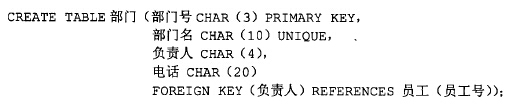 CREATE TABLE 部门（部门号 CHAR（3）PRIMARY KEY，
部门名 CHAR（10）UNIQUE，
负责人 CHAR（4），
电话 CHAR（20）
FOREIGN KEY（负责人）REFERENCES 员工（员工号））；